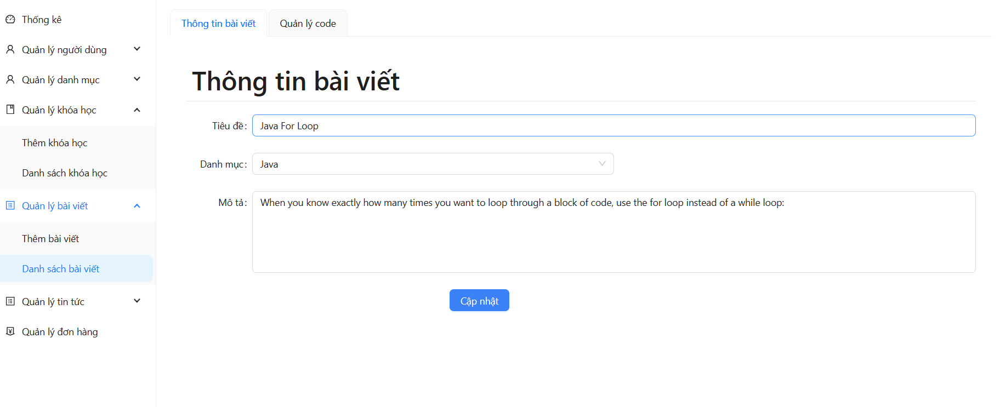 Thống kê
Quản lý người dùng
Quản lý danh mục
Quản lý khóa học
Thêm khóa học
Danh sách khóa học
Quản lý bài viết
Thêm bài viết
Danh sách bài viết
Quản lý tin tức
Quản lý đơn hàng
Thông tin bài viết
Quản lý code
Thông tin bài viết
Tiêu đề: Java For Loop
Danh mục: Java
Mô tả: When you know exactly how many times you want to loop through a block of code, use the for loop instead of a while loop:
Cập nhật